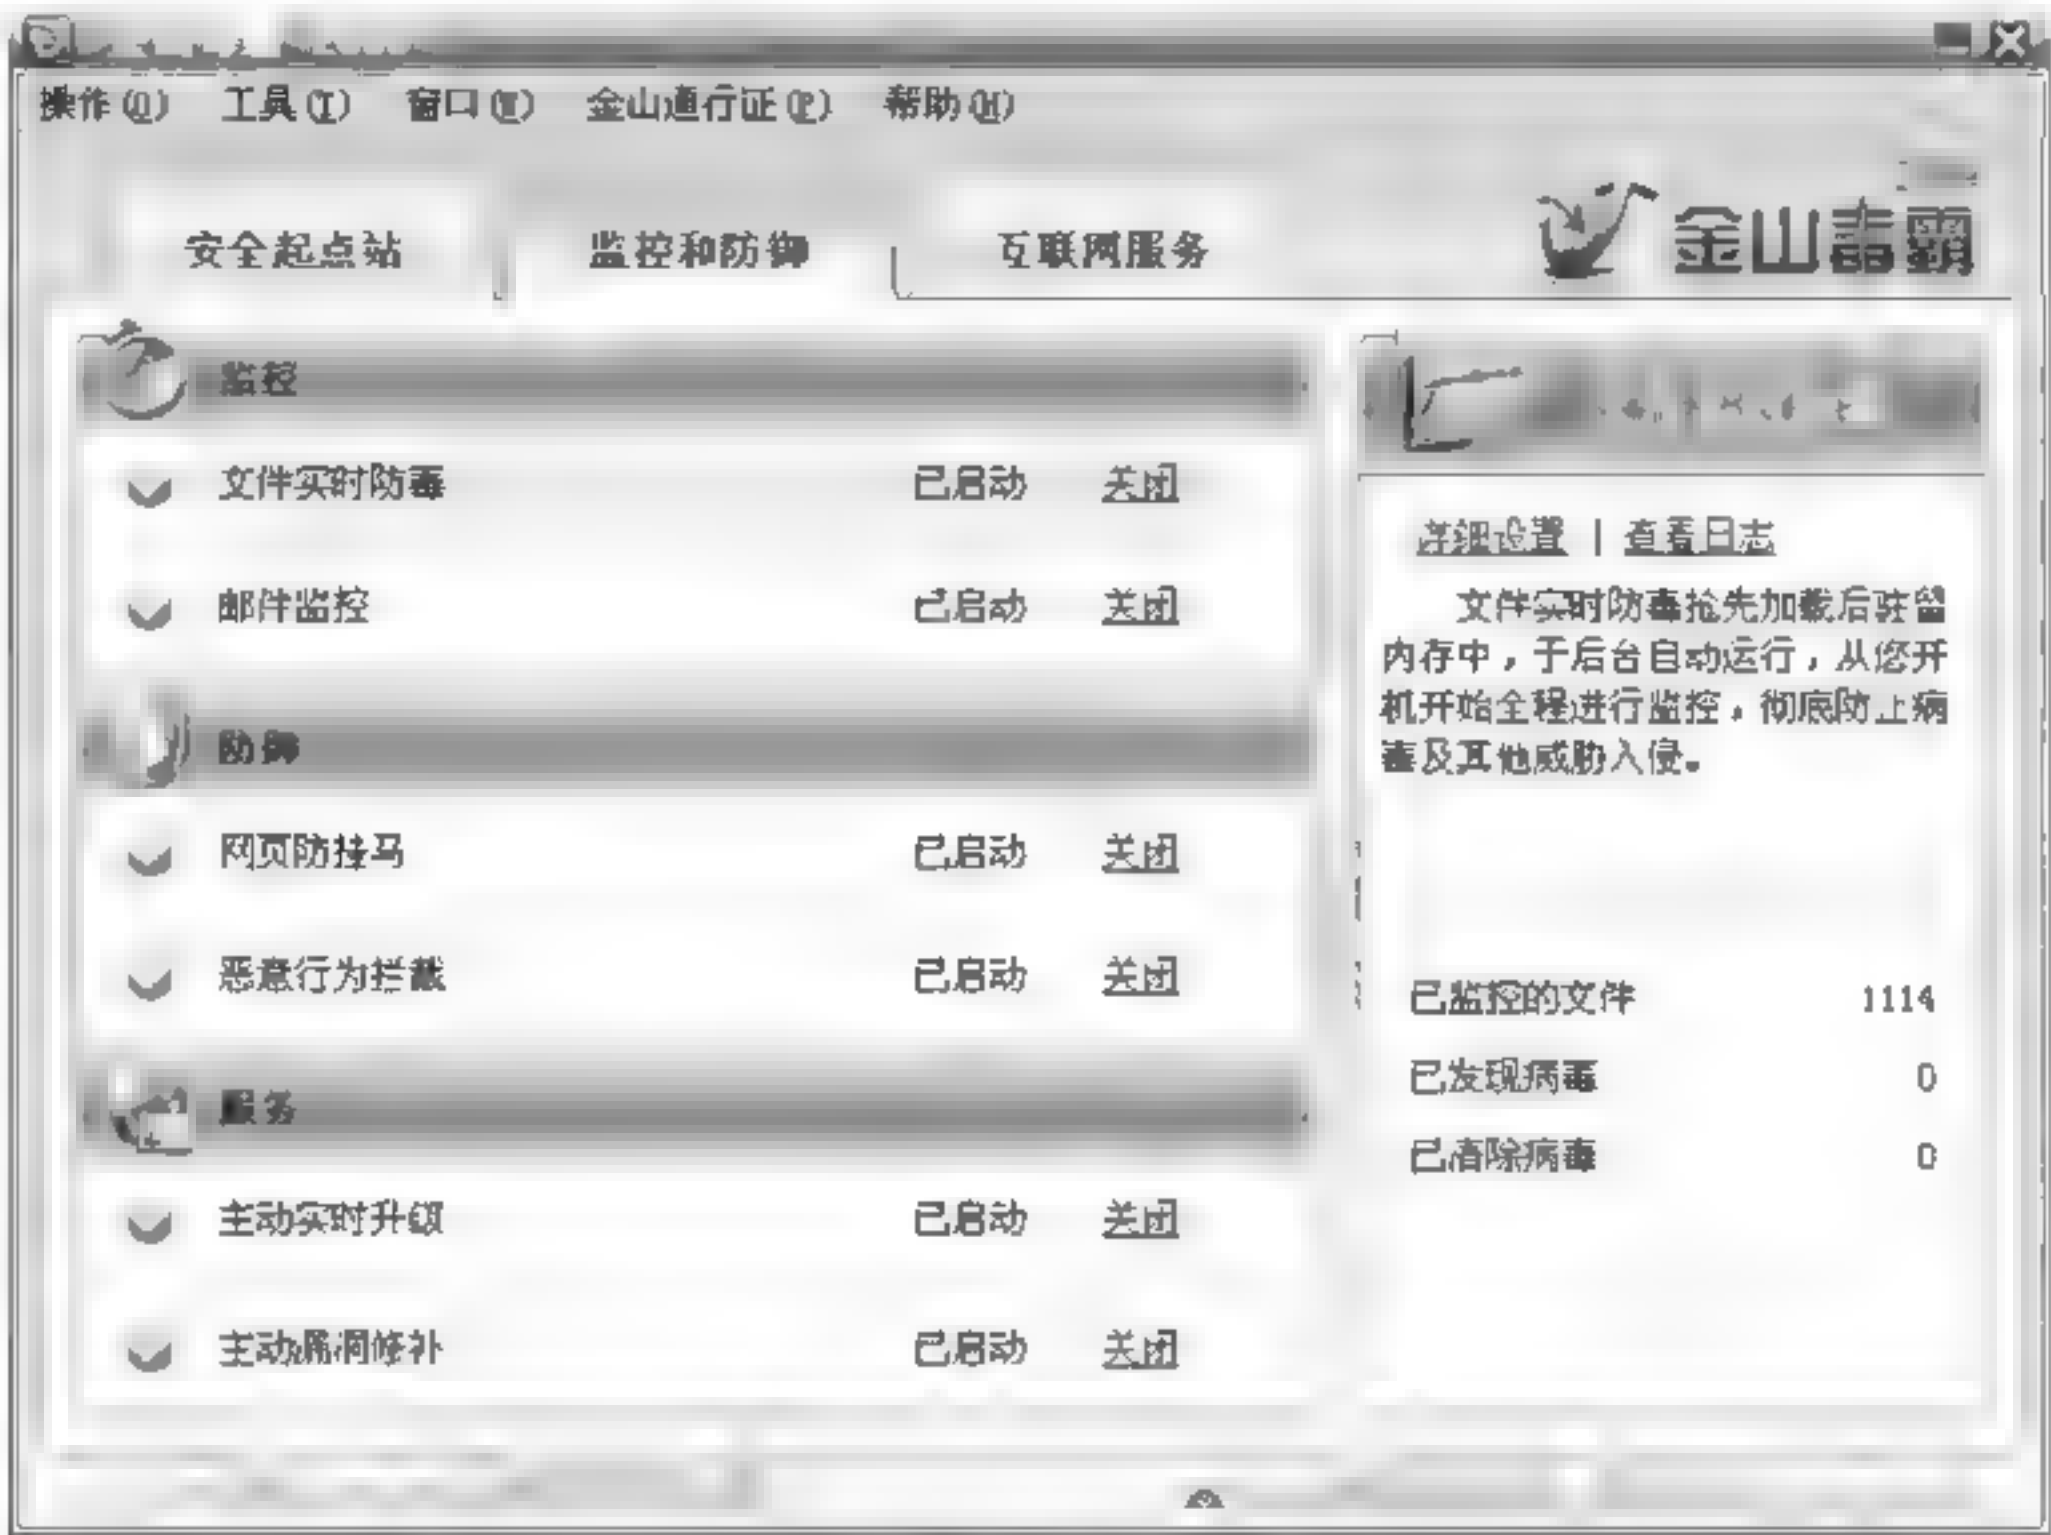 操作(O) 工具(T) 窗口(W) 金山通行证(P) 帮助(H)
安全起点站 监控和防御 互联网服务 金山毒霸
监控
文件实时防毒 已启动 关闭
邮件监控 已启动 关闭
防御
网页防挂马 已启动 关闭
恶意行为拦截 已启动 关闭
服务
主动实时升级 已启动 关闭
主动漏洞修补 已启动 关闭
详细设置 | 查看日志
文件实时防毒抢先加载后驻留
内存中，于后台自动运行，从您开
机开始全程进行监控，彻底防止病
毒及其他威胁入侵。
已监控的文件 1114
已发现病毒 0
已清除病毒 0